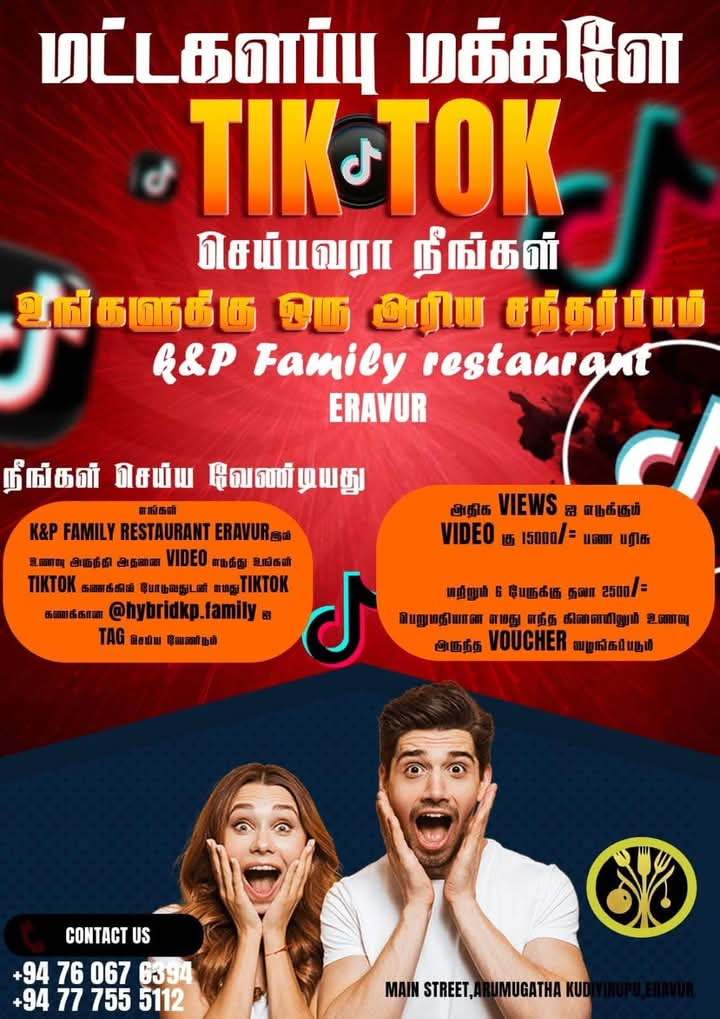 மட்டகளப்பு மக்களே
TIK TOK
செய்பவரா நீங்கள்
உங்களுக்கு ஒரு அரிய சந்தர்ப்பம்
K&P Family restaurant
ERAVUR
நீங்கள் செய்ய வேண்டியது
எங்கள்
K&P FAMILY RESTAURANT ERAVURஇல்
உணவு அருந்தி அதனை VIDEO எடுத்து உங்கள்
TIKTOK கணக்கில் போடுவதுடன் எமதுTIKTOK
கணக்கான @hybridkp.family ஐ
TAG செய்ய வேண்டும்
அதிக VIEWS ஐ எடுக்கும்
VIDEO கு 15000/= பண பரிசு
மற்றும் 6 பேருக்கு தலா 2500/=
பெறுமதியான எமது எந்த கிளையிலும் உணவு
அருந்த VOUCHER வழங்கப்படும்
CONTACT US
+94 76 067 6394
+94 77 755 5112
MAIN STREET,ARUMUGATHA KUDIYIRUPU,ERAVUR